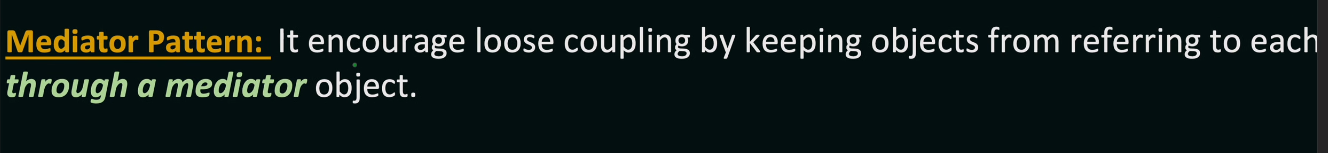 Mediator Pattern: It encourage loose coupling by keeping objects from referring to each
through a mediator object.